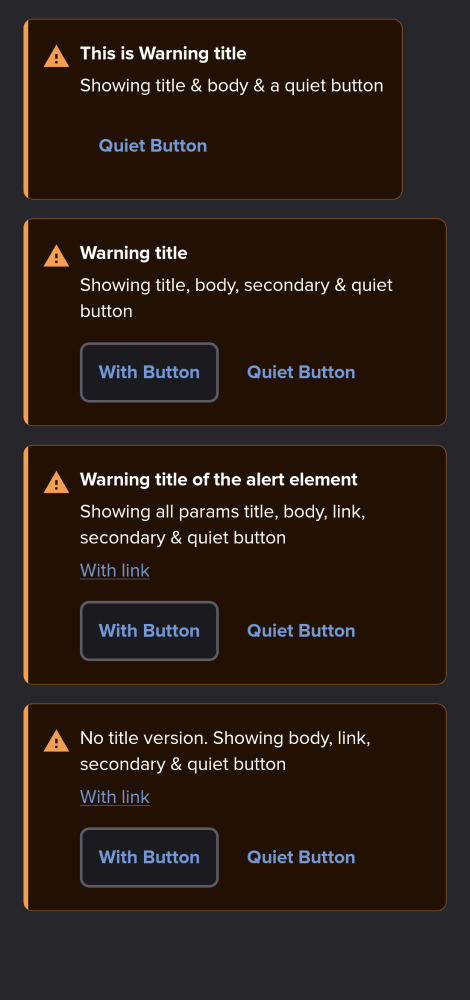 This is Warning title
Showing title & body & a quiet button
Quiet Button
Warning title
Showing title, body, secondary & quiet
button
With Button
Quiet Button
Warning title of the alert element
Showing all params title, body, link,
secondary & quiet button
With link
With Button
Quiet Button
No title version. Showing body, link,
secondary & quiet button
With link
With Button
Quiet Button